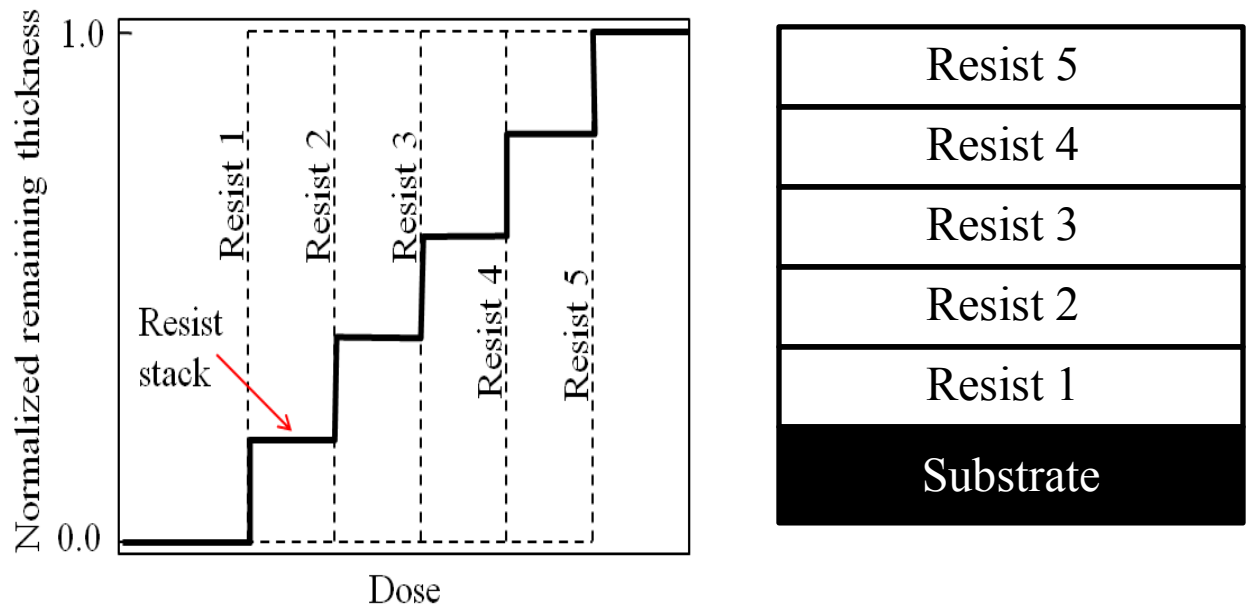 Normalized remaining thickness
1.0
0.0
Resist 1
Resist 2
Resist 3
Resist 4
Resist 5
Resist
stack
Dose
Resist 5
Resist 4
Resist 3
Resist 2
Resist 1
Substrate